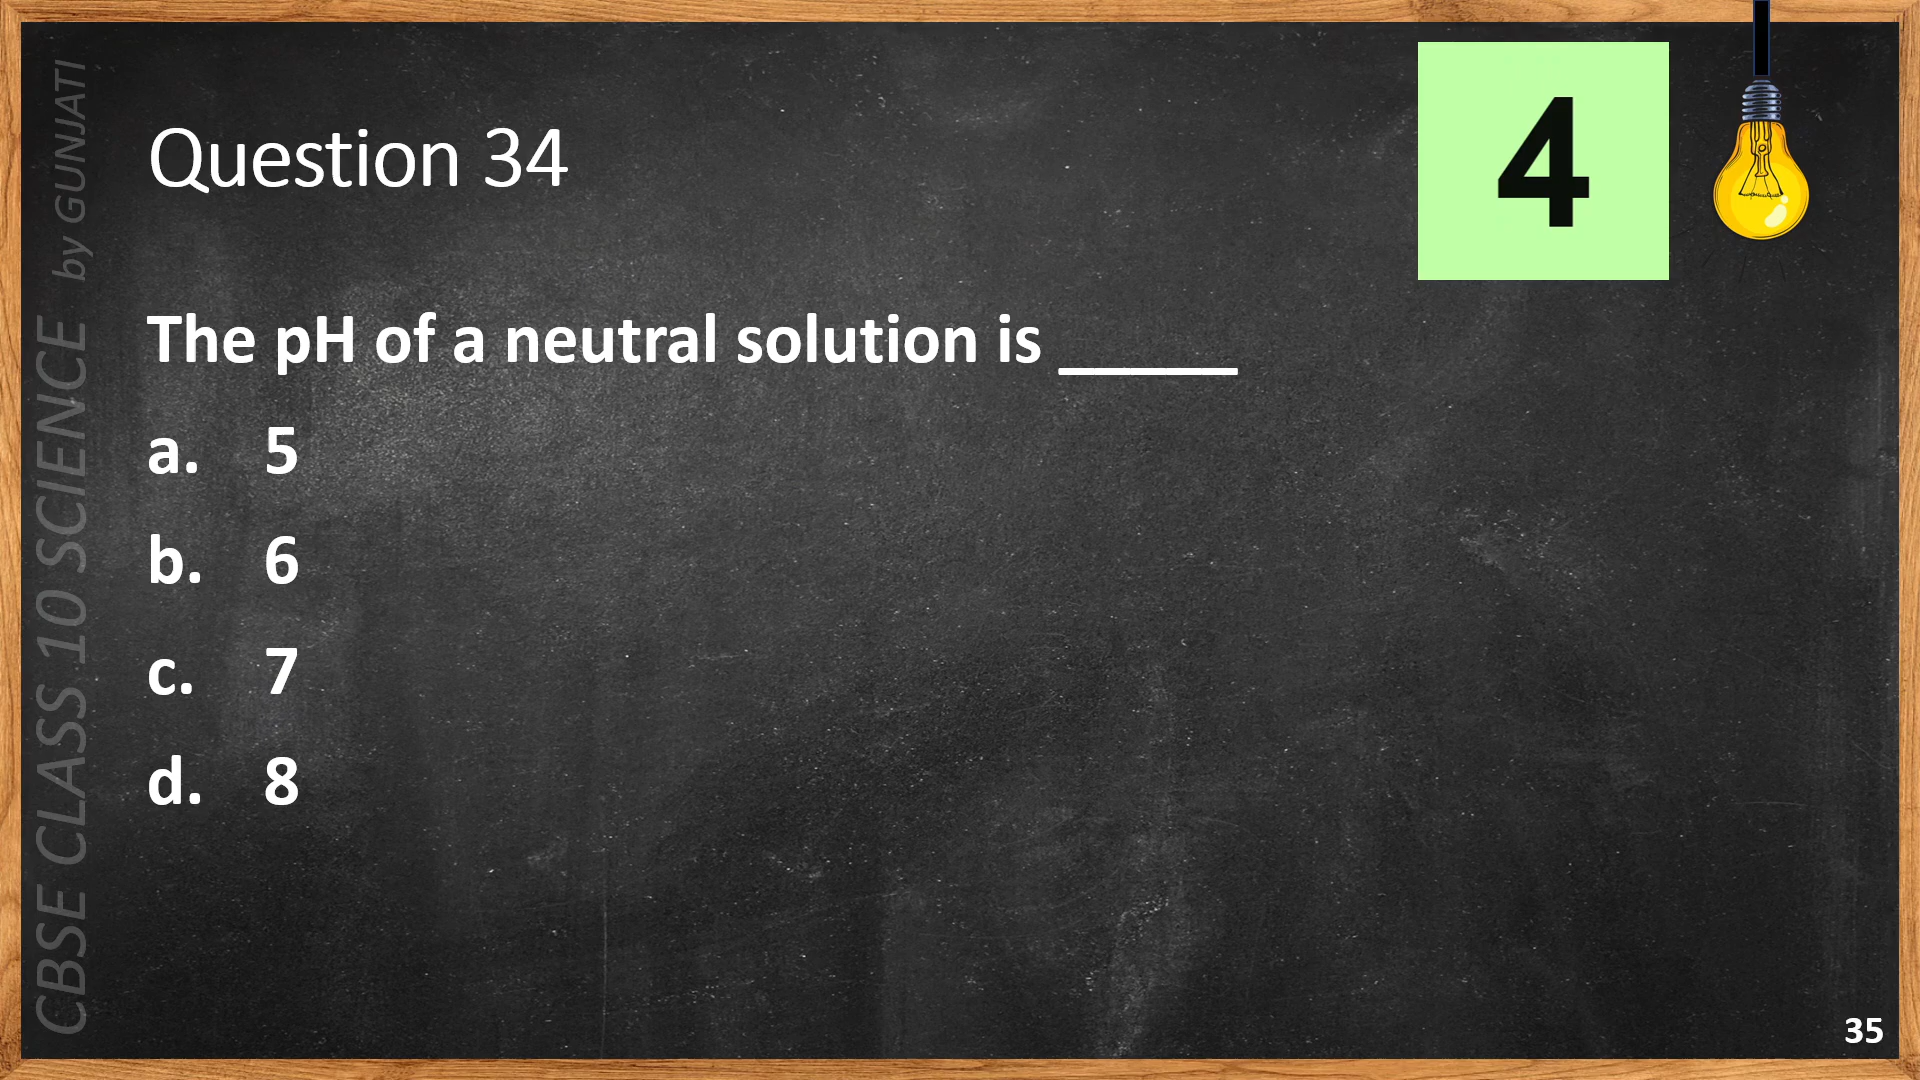 Question 34
4
The pH of a neutral solution is _____
a. 5
b. 6
c. 7
d. 8
CBSE CLASS 10 SCIENCE by GUNJATI
35